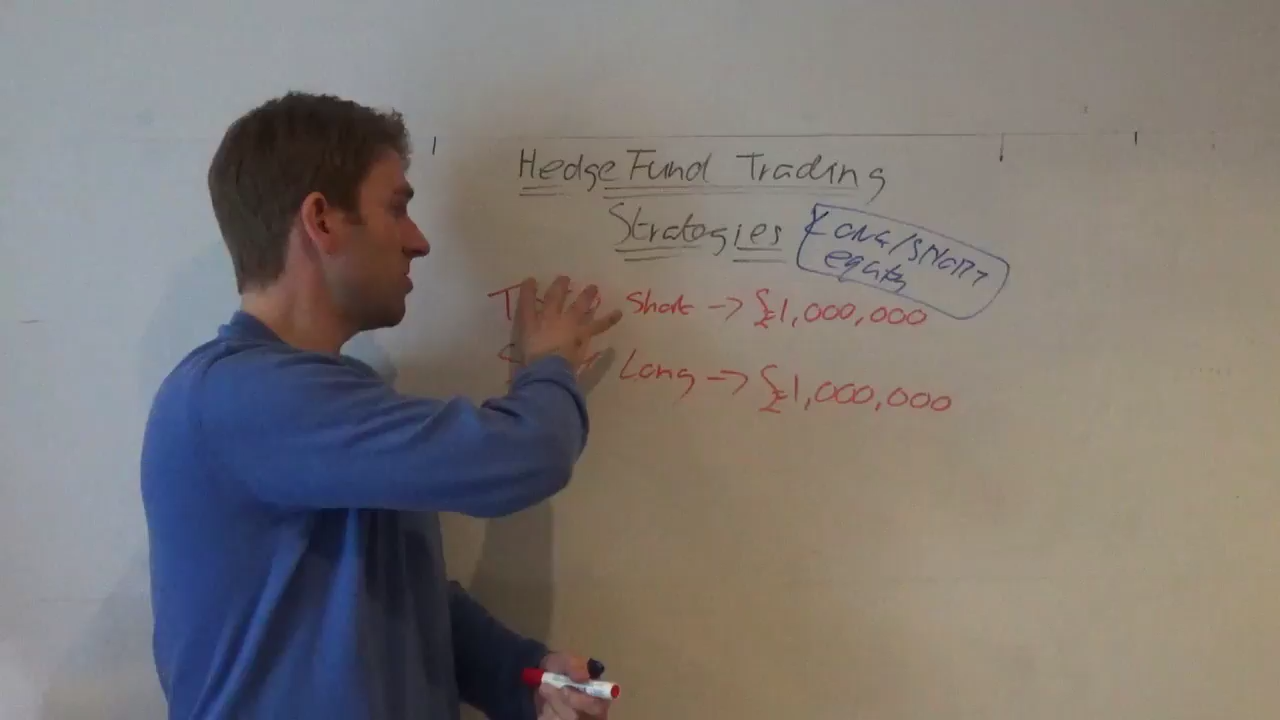 Hedge Fund Trading
Strategies
LONG/SHORT
equity
Short -> £1,000,000
Long -> £1,000,000